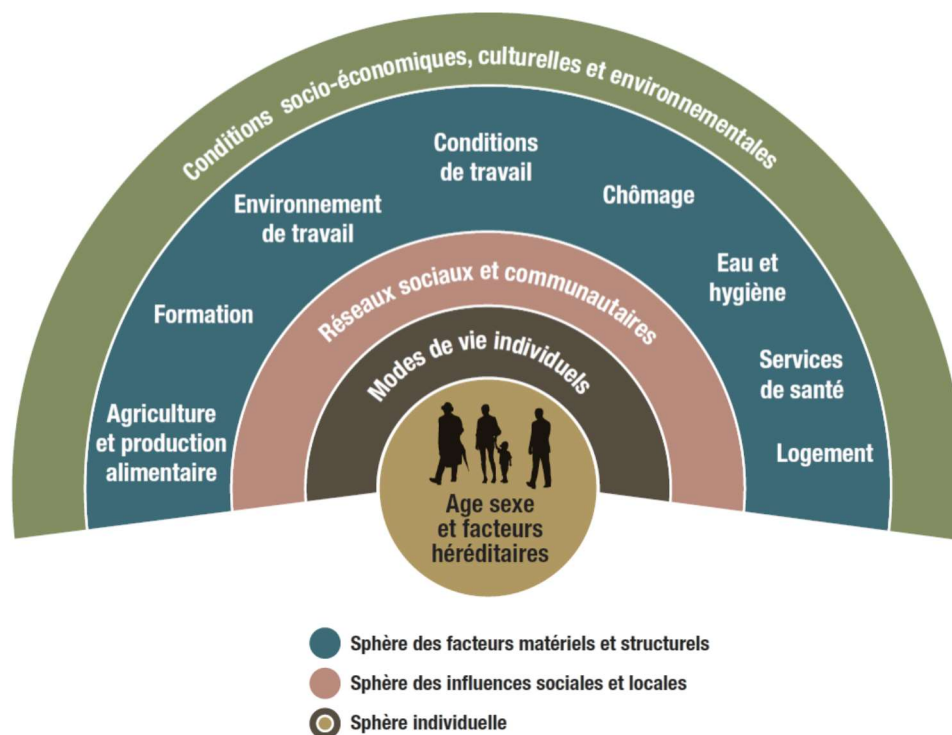 Conditions socio-économiques, culturelles et environnementales
Conditions
de travail
Environnement
de travail
Chômage
Formation
Eau et
hygiène
Agriculture
et production
alimentaire
Services
de santé
Logement
Réseaux sociaux et communautaires
Modes de vie individuels
Age sexe
et facteurs
héréditaires
Sphère des facteurs matériels et structurels
Sphère des influences sociales et locales
Sphère individuelle